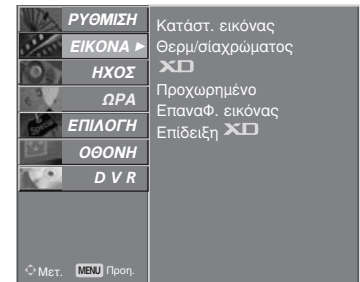 ΡΥΘΜΙΣΗ
ΕΙΚΟΝΑ
ΗΧΟΣ
ΩΡΑ
ΕΠΙΛΟΓΗ
ΟΘΟΝΗ
D V R
Κατάστ. εικόνας
Θερμ/σίαχρώματος
XD
Προχωρημένο
ΕπαναΦ. εικόνας
Επίδειξη XD
Μετ. MENU Προη.